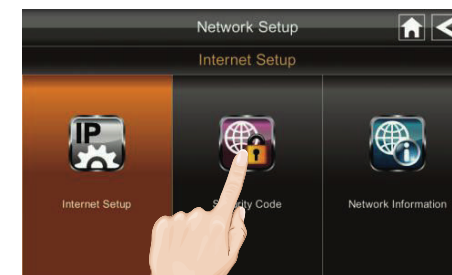 Network Setup
Internet Setup
IP
Internet Setup
Code
Network Information